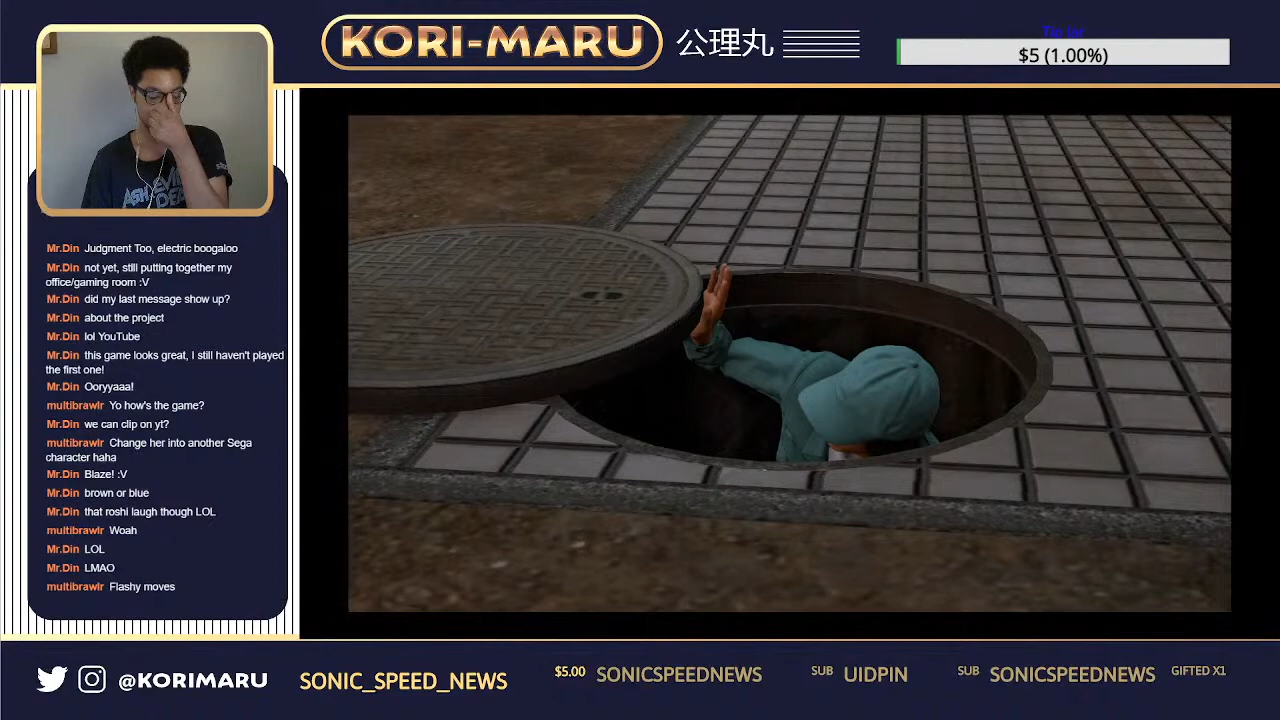 KORI-MARU 公理丸
Tip jar
$5 (1.00%)
Mr.Din Judgment Too, electric boogaloo
Mr.Din not yet, still putting together my
office/gaming room :V
Mr.Din did my last message show up?
Mr.Din about the project
Mr.Din lol YouTube
Mr.Din this game looks great, I still haven't played
the first one!
Mr.Din Ooryyaaa!
multibrawlr Yo how's the game?
Mr.Din we can clip on yt?
multibrawlr Change her into another Sega
character haha
Mr.Din Blaze! :V
Mr.Din brown or blue
Mr.Din that roshi laugh though LOL
multibrawlr Woah
Mr.Din LOL
Mr.Din LMAO
multibrawlr Flashy moves
@KORIMARU SONIC_SPEED_NEWS $5.00 SONICSPEEDNEWS SUB UIDPIN SUB SONICSPEEDNEWS GIFTED X1